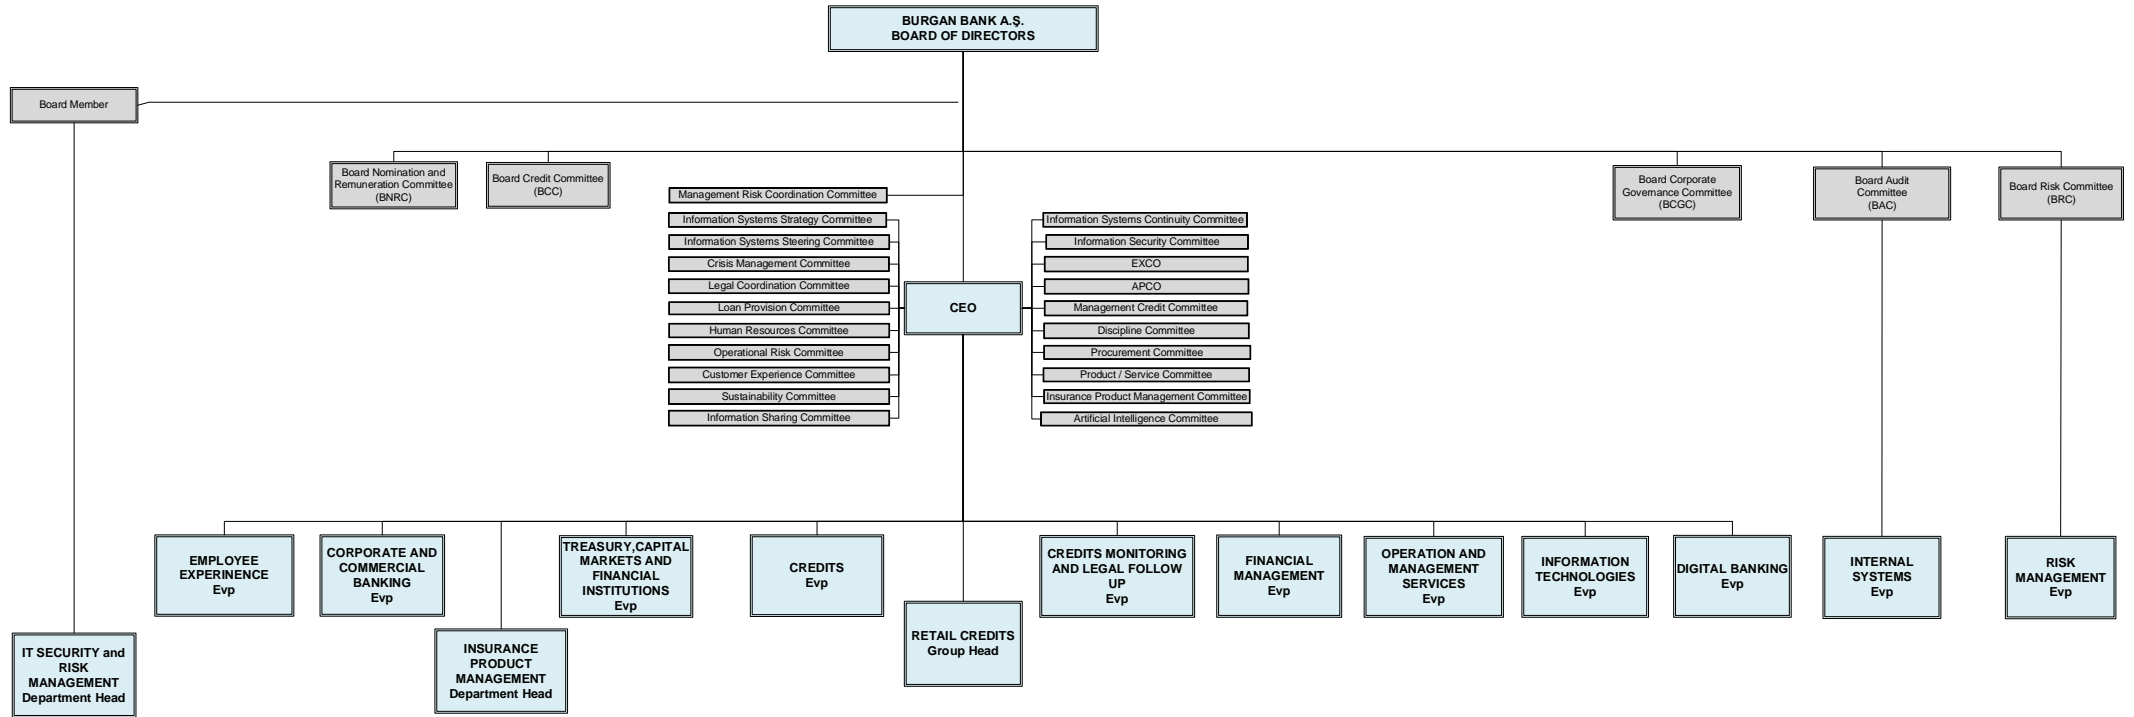 BURGAN BANK A.Ş.
BOARD OF DIRECTORS
Board Member
Board Nomination and
Remuneration Committee
(BNRC)
Board Credit Committee
(BCC)
Board Corporate
Governance Committee
(BCGC)
Board Audit
Committee
(BAC)
Board Risk Committee
(BRC)
Management Risk Coordination Committee
Information Systems Strategy Committee
Information Systems Steering Committee
Crisis Management Committee
Legal Coordination Committee
Loan Provision Committee
Human Resources Committee
Operational Risk Committee
Customer Experience Committee
Sustainability Committee
Information Sharing Committee
CEO
Information Systems Continuity Committee
Information Security Committee
EXCO
APCO
Management Credit Committee
Discipline Committee
Procurement Committee
Product / Service Committee
Insurance Product Management Committee
Artificial Intelligence Committee
EMPLOYEE
EXPERINENCE
Evp
CORPORATE AND
COMMERCIAL
BANKING
Evp
TREASURY,CAPITAL
MARKETS AND
FINANCIAL
INSTITUTIONS
Evp
CREDITS
Evp
CREDITS MONITORING
AND LEGAL FOLLOW
UP
Evp
FINANCIAL
MANAGEMENT
Evp
OPERATION AND
MANAGEMENT
SERVICES
Evp
INFORMATION
TECHNOLOGIES
Evp
DIGITAL BANKING
Evp
INTERNAL
SYSTEMS
Evp
RISK
MANAGEMENT
Evp
IT SECURITY and
RISK
MANAGEMENT
Department Head
INSURANCE
PRODUCT
MANAGEMENT
Department Head
RETAIL CREDITS
Group Head